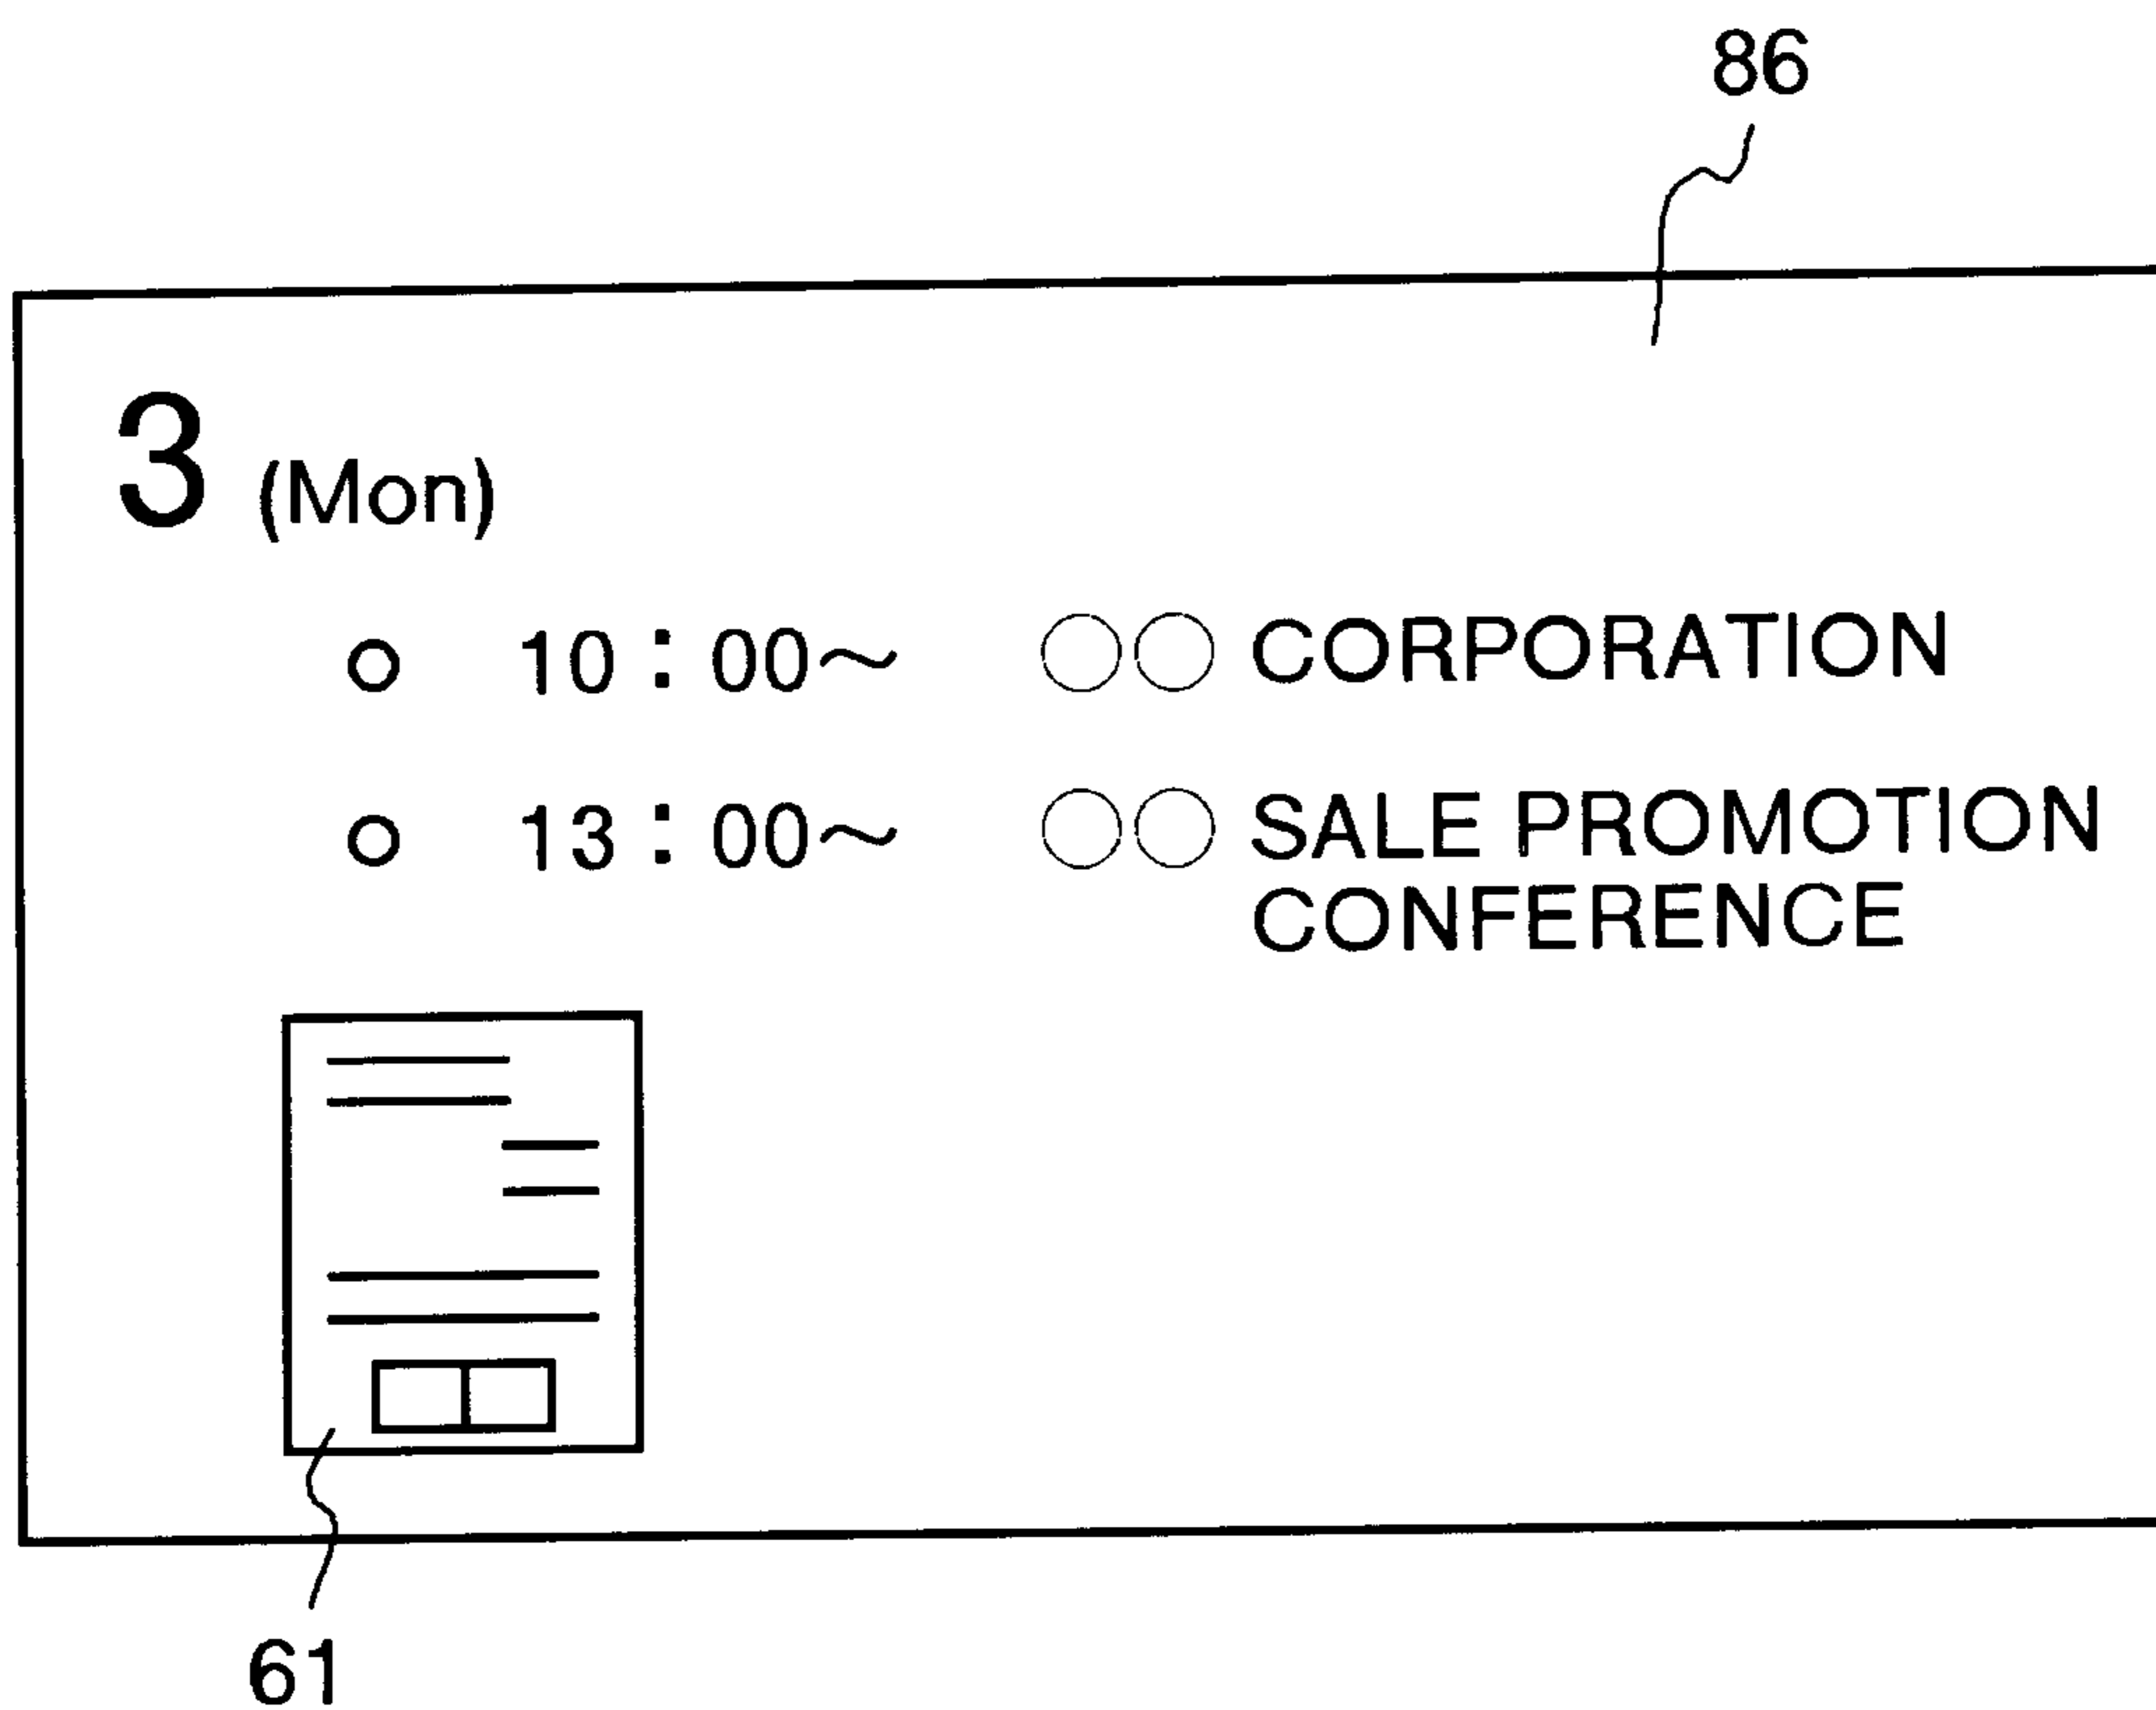 86
3 (Mon)
○ 10:00~ ○○ CORPORATION
○ 13:00~ ○○ SALE PROMOTION
CONFERENCE
61